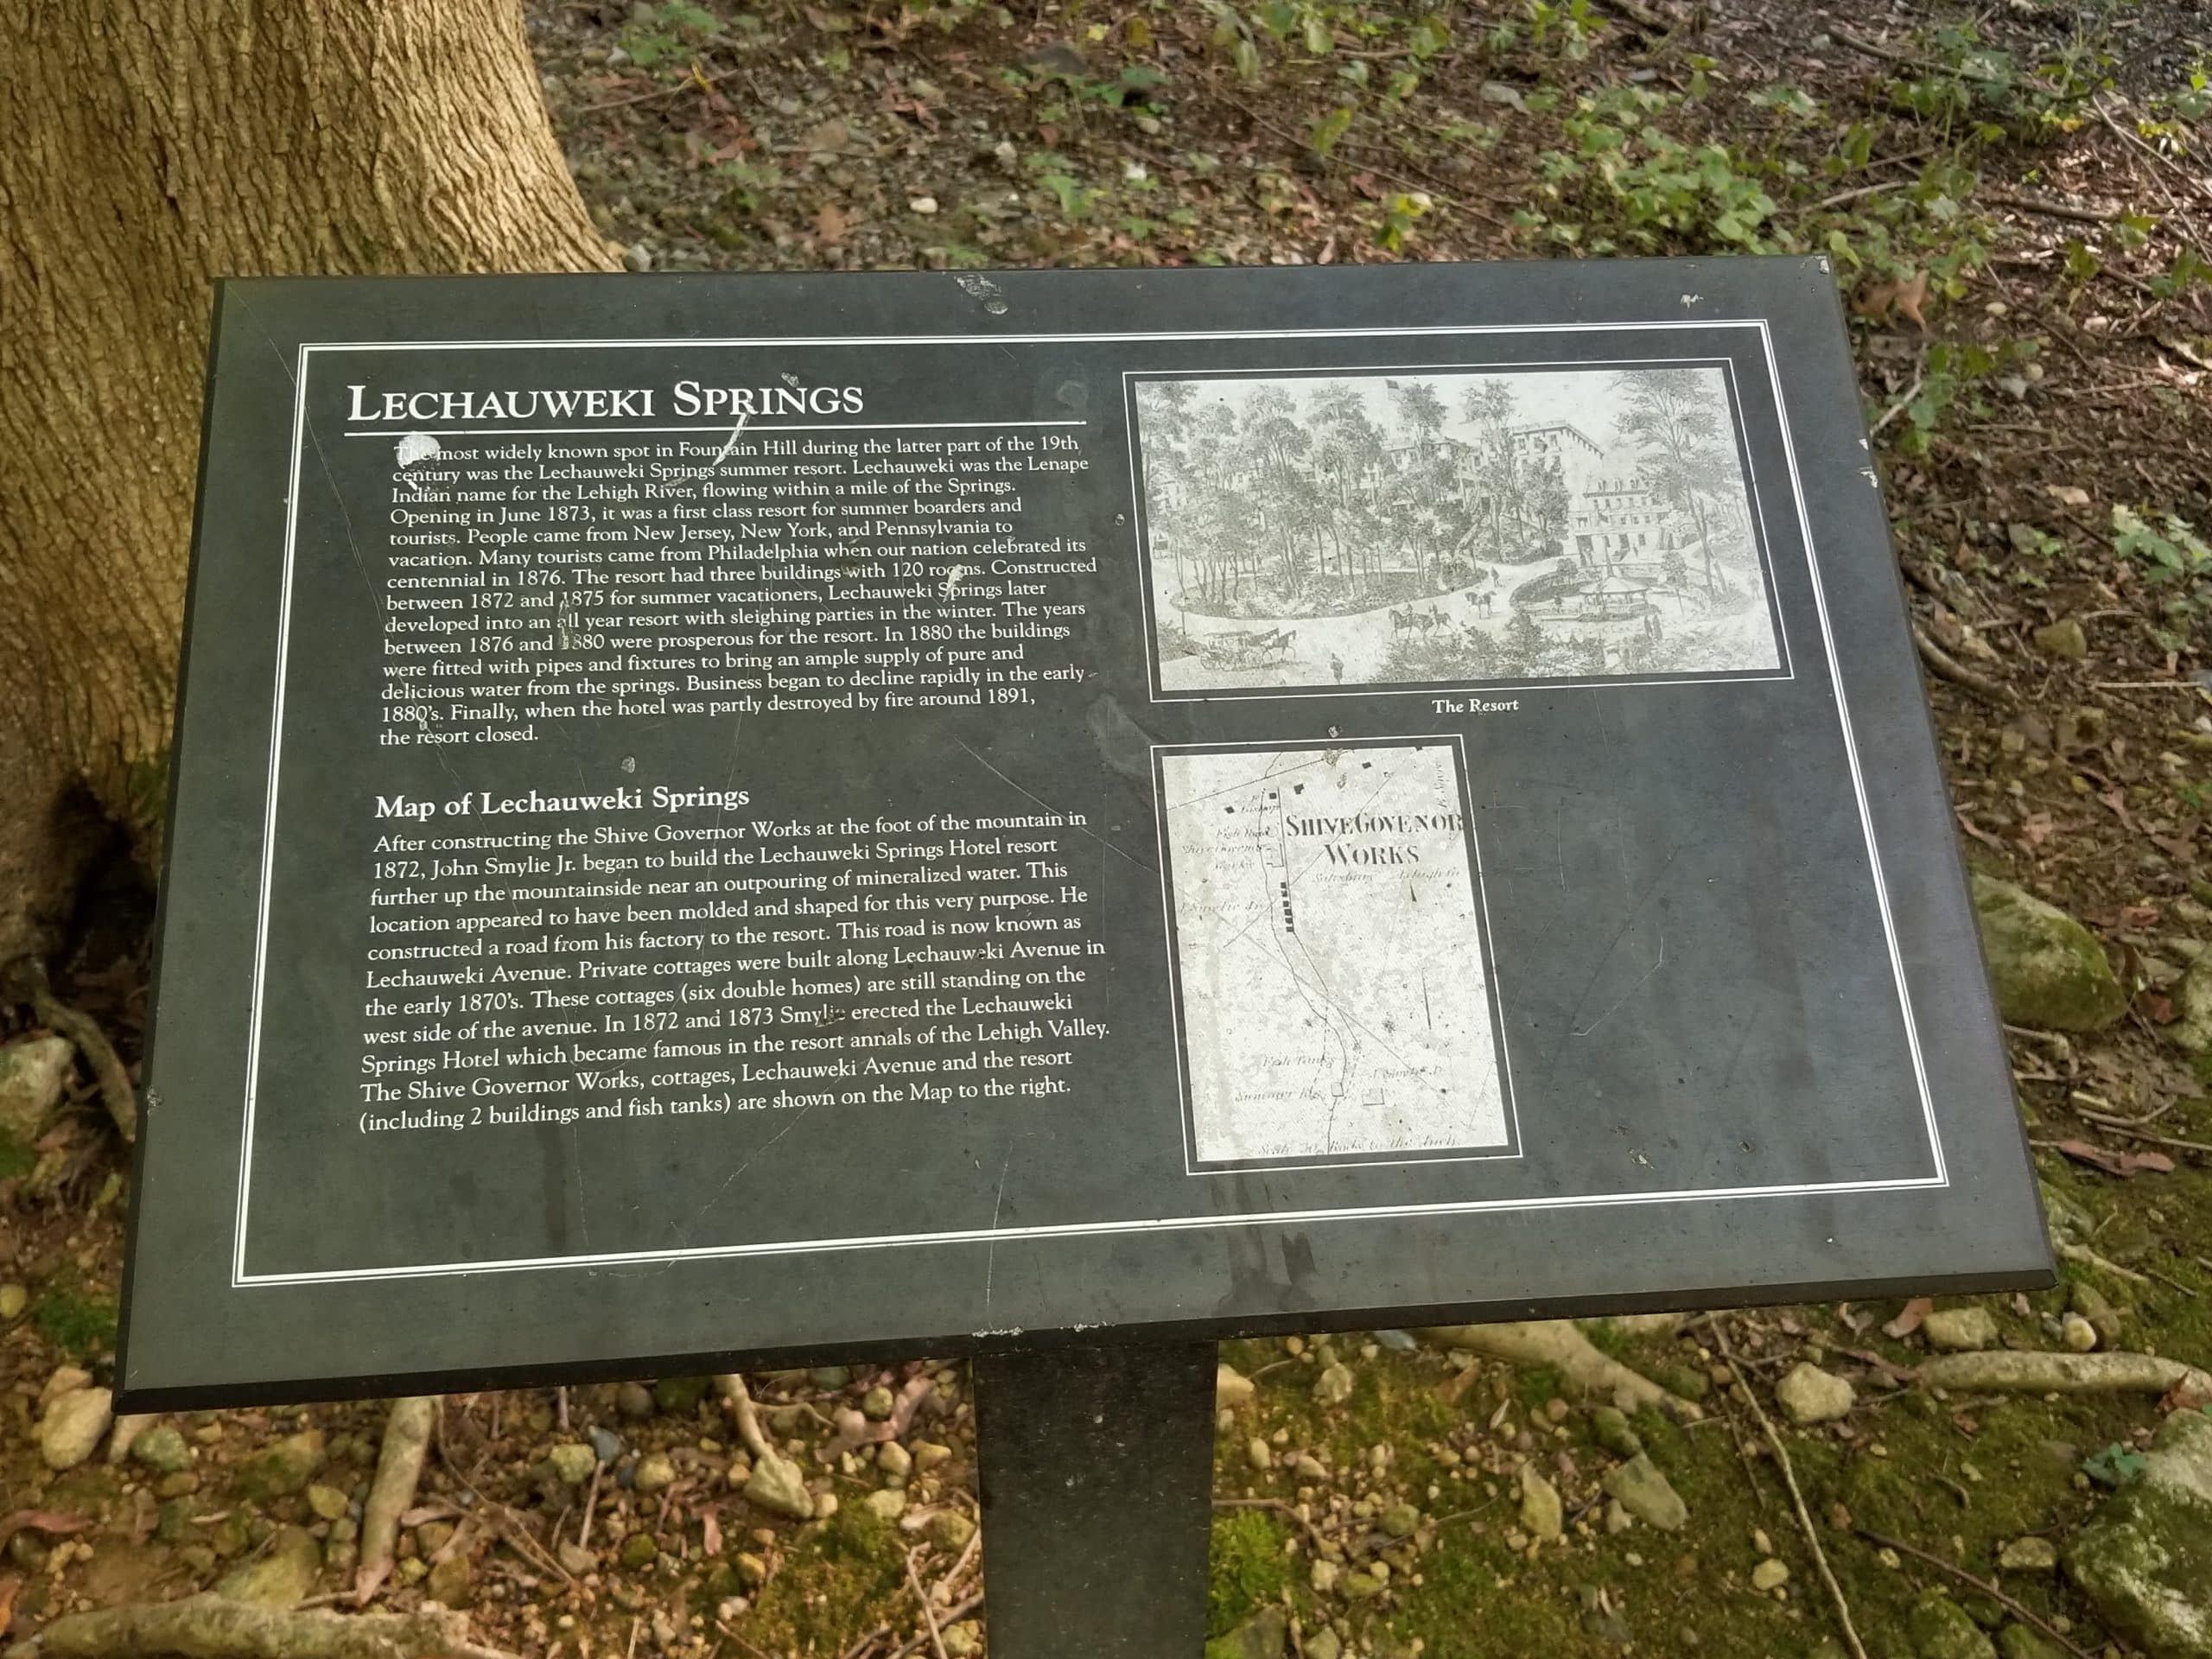 LECHAUWEKI SPRINGS
The most widely known spot in Fountain Hill during the latter part of the 19th
century was the Lechauweki Springs summer resort. Lechauweki was the Lenape
Indian name for the Lehigh River, flowing within a mile of the Springs.
Opening in June 1873, it was a first class resort for summer boarders and
tourists. People came from New Jersey, New York, and Pennsylvania to
vacation. Many tourists came from Philadelphia when our nation celebrated its
centennial in 1876. The resort had three buildings with 120 rooms. Constructed
between 1872 and 1875 for summer vacationers, Lechauweki Springs later
developed into an all year resort with sleighing parties in the winter. The years
between 1876 and 1880 were prosperous for the resort. In 1880 the buildings
were fitted with pipes and fixtures to bring an ample supply of pure and
delicious water from the springs. Business began to decline rapidly in the early
1880's. Finally, when the hotel was partly destroyed by fire around 1891,
the resort closed.
The Resort
Map of Lechauweki Springs
After constructing the Shive Governor Works at the foot of the mountain in
1872, John Smylie Jr. began to build the Lechauweki Springs Hotel resort
further up the mountainside near an outpouring of mineralized water. This
location appeared to have been molded and shaped for this very purpose. He
constructed a road from his factory to the resort. This road is now known as
Lechauweki Avenue. Private cottages were built along Lechauweki Avenue in
the early 1870's. These cottages (six double homes) are still standing on the
west side of the avenue. In 1872 and 1873 Smylie erected the Lechauweki
Springs Hotel which became famous in the resort annals of the Lehigh Valley.
The Shive Governor Works, cottages, Lechauweki Avenue and the resort
(including 2 buildings and fish tanks) are shown on the Map to the right.
SHIVE GOVENOR
WORKS
Fish Tanks
to the Inch